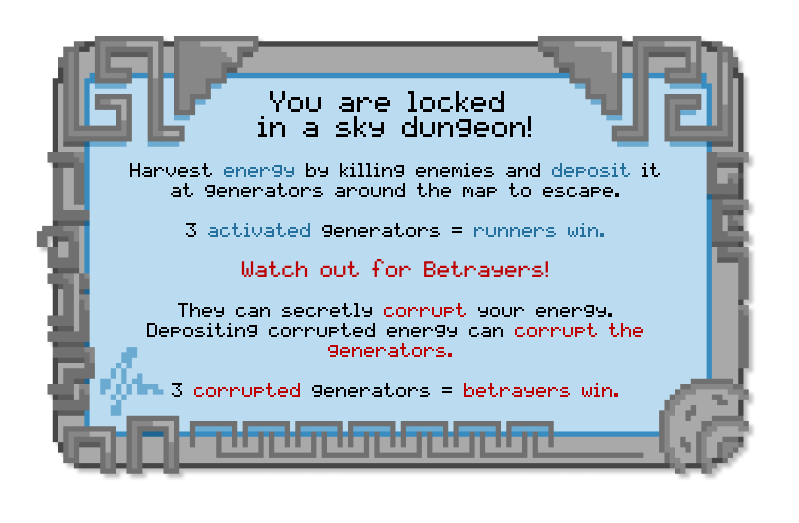 You are locked
in a sky dungeon!
Harvest energy by killing enemies and deposit it
at generators around the map to escape.
3 activated generators = runners win.
Watch out for Betrayers!
They can secretly corrupt your energy.
Depositing corrupted energy can corrupt the
generators.
3 corrupted generators = betrayers win.